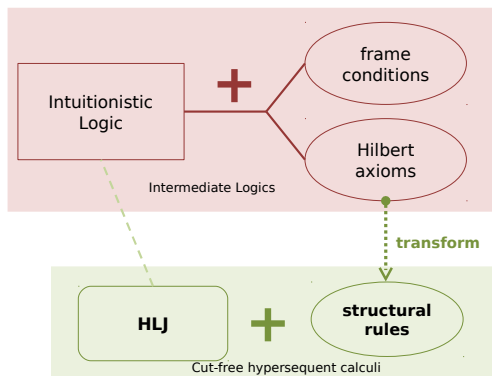 frame
conditions
Intuitionistic
Logic
Hilbert
axioms
Intermediate Logics
transform
HLJ
structural
rules
Cut-free hypersequent calculi